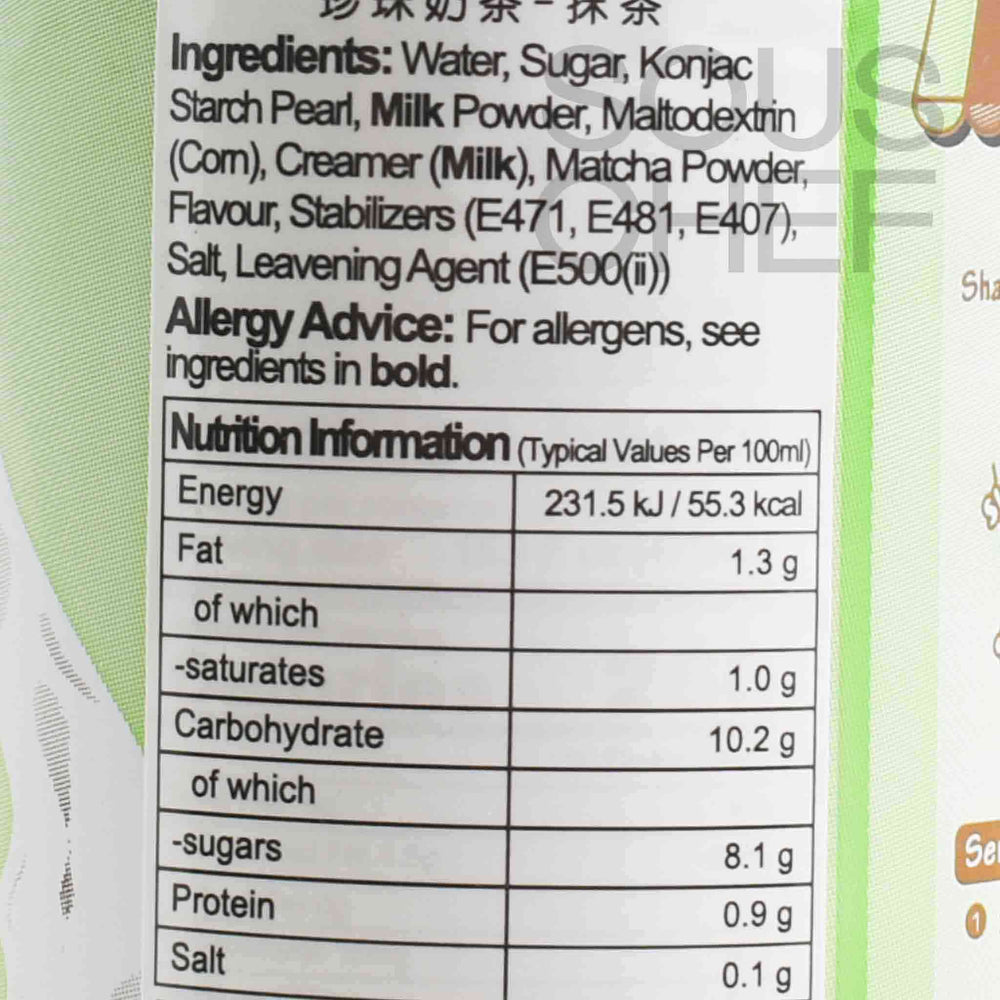 珍珠奶茶-抹茶
Ingredients: Water, Sugar, Konjac
Starch Pearl, Milk Powder, Maltodextrin
(Corn), Creamer (Milk), Matcha Powder,
Flavour, Stabilizers (E471, E481, E407),
Salt, Leavening Agent (E500(ii))
Allergy Advice: For allergens, see
ingredients in bold.
Nutrition Information (Typical Values Per 100ml)
Energy 231.5 kJ / 55.3 kcal
Fat 1.3 g
of which
-saturates 1.0 g
Carbohydrate 10.2 g
of which
-sugars 8.1 g
Protein 0.9 g
Salt 0.1 g
SOUS
CHEF
Sha
Se
1